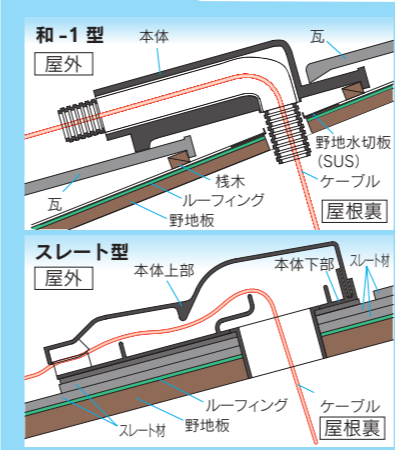 和-1型
屋外
本体
瓦
野地水切板
(SUS)
ケーブル
屋根裏
瓦
桟木
ルーフィング
野地板
スレート型
屋外
本体上部
本体下部
スレート材
ルーフィング
野地板
スレート材
ケーブル
屋根裏